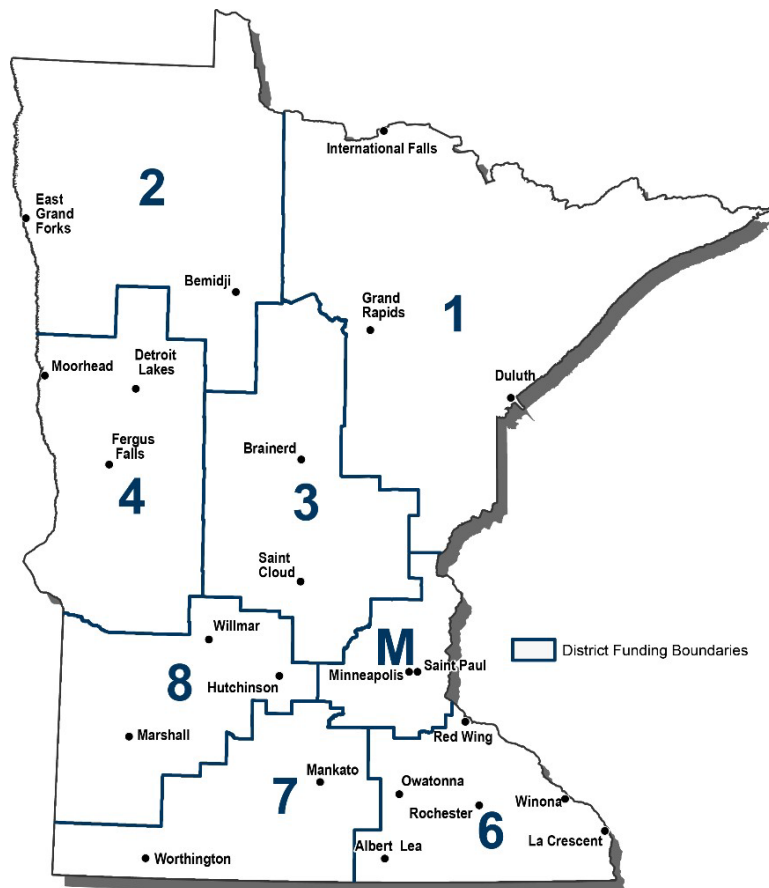 International Falls
2
East
Grand
Forks
Bemidji
Grand
Rapids
1
Moorhead
Detroit
Lakes
Duluth
Fergus
Falls
Brainerd
4
3
Saint
Cloud
Willmar
M
District Funding Boundaries
Minneapolis
Saint Paul
8
Hutchinson
Marshall
Red Wing
Mankato
7
Owatonna
Rochester
Winona
6
La Crescent
Albert Lea
Worthington